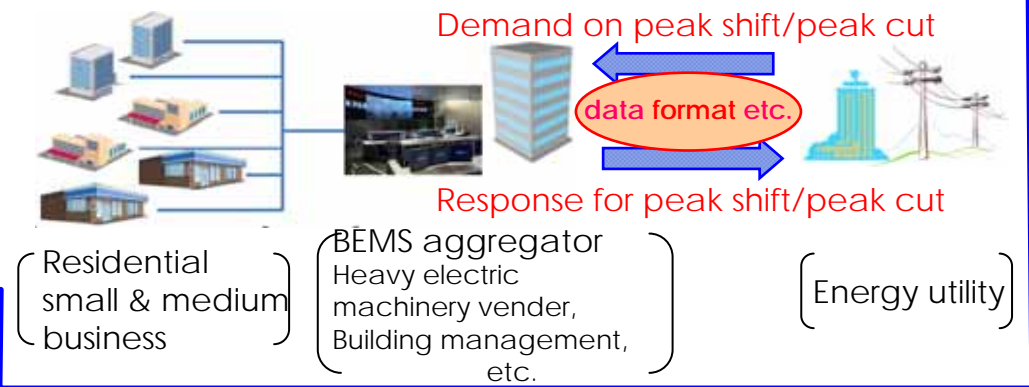 Demand on peak shift/peak cut
data format etc.
Response for peak shift/peak cut
Residential
small & medium
business
BEMS aggregator
Heavy electric
machinery vender,
Building management,
etc.
Energy utility